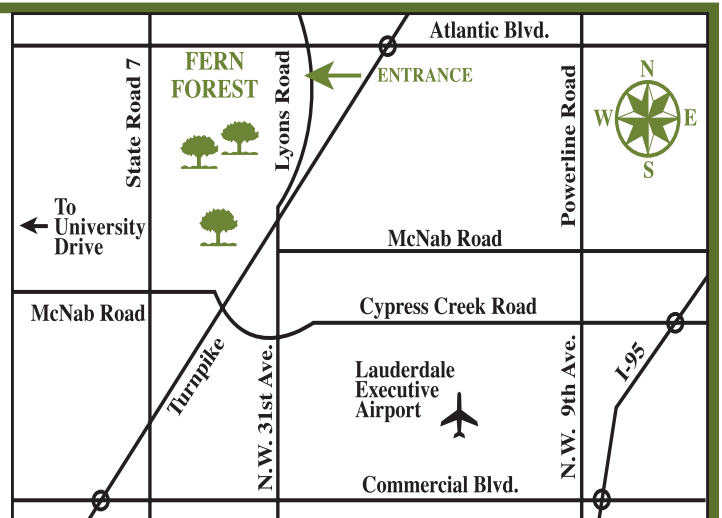 Atlantic Blvd.
FERN
FOREST
ENTRANCE
State Road 7
Lyons Road
Powerline Road
N
W
E
S
To
University
Drive
McNab Road
McNab Road
Cypress Creek Road
Turnpike
N.W. 31st Ave.
Lauderdale
Executive
Airport
N.W. 9th Ave.
I-95
Commercial Blvd.